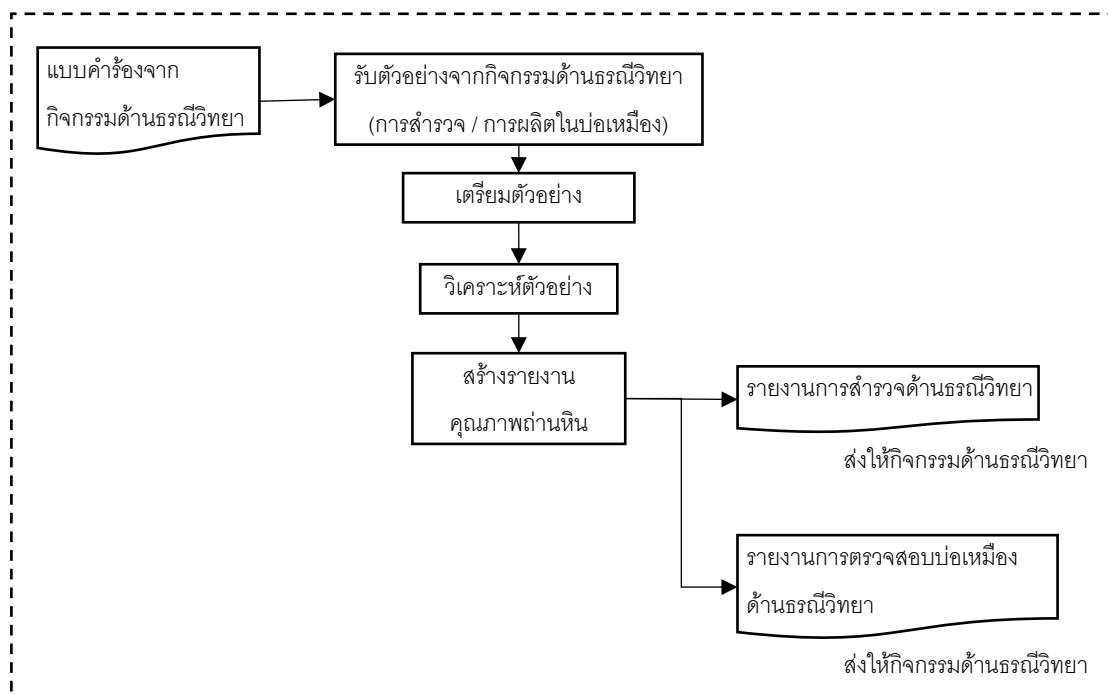 แบบคำร้องจาก
กิจกรรมด้านธรณีวิทยา
รับตัวอย่างจากกิจกรรมด้านธรณีวิทยา
(การสำรวจ / การผลิตในบ่อเหมือง)
เตรียมตัวอย่าง
วิเคราะห์ตัวอย่าง
สร้างรายงาน
คุณภาพถ่านหิน
รายงานการสำรวจด้านธรณีวิทยา
ส่งให้กิจกรรมด้านธรณีวิทยา
รายงานการตรวจสอบบ่อเหมือง
ด้านธรณีวิทยา
ส่งให้กิจกรรมด้านธรณีวิทยา